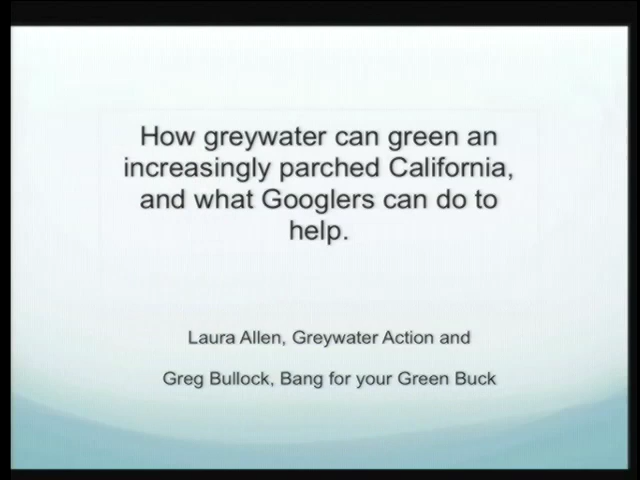 How greywater can green an
increasingly parched California,
and what Googlers can do to
help.
Laura Allen, Greywater Action and
Greg Bullock, Bang for your Green Buck